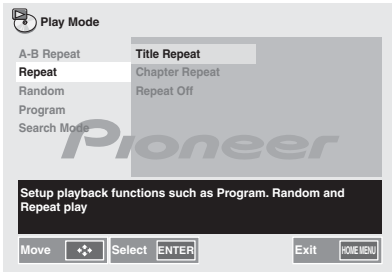 Play Mode
A-B Repeat
Title Repeat
Repeat
Chapter Repeat
Random
Repeat Off
Program
Search Mode
Pioneer
Setup playback functions such as Program. Random and
Repeat play
Move Select ENTER Exit HOME MENU